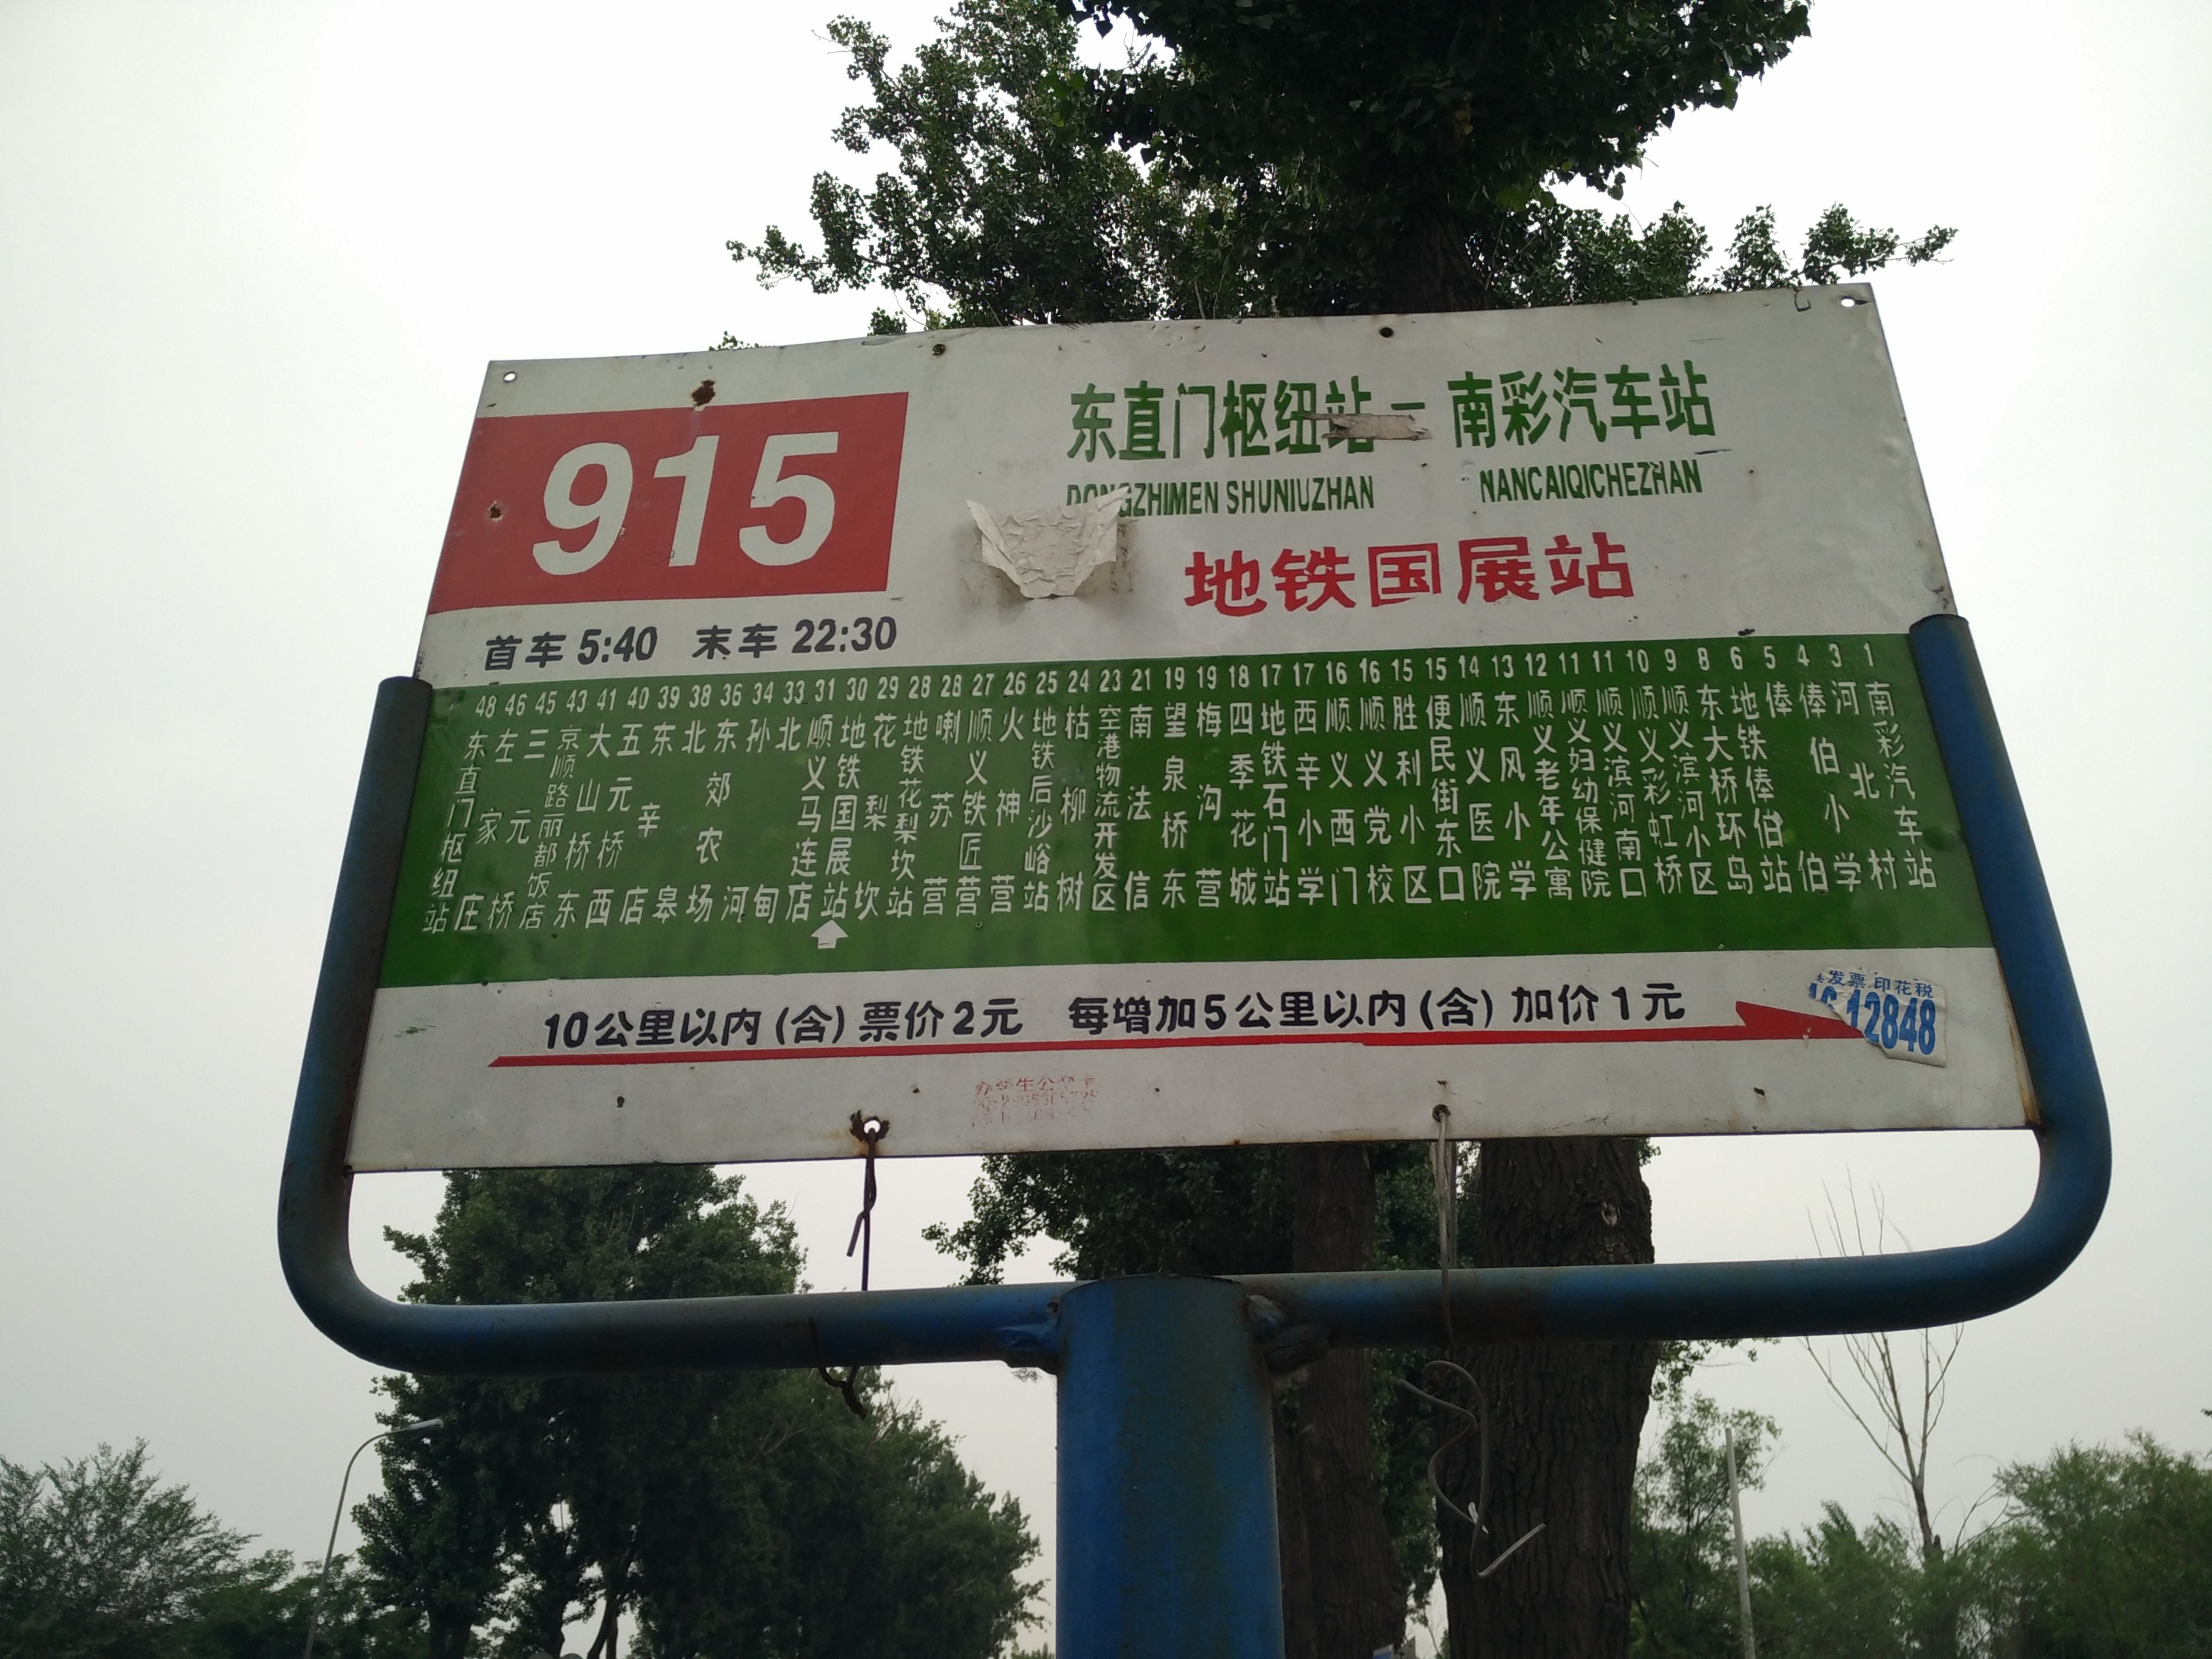 915
东直门枢纽站 — 南彩汽车站
DONGZHIMEN SHUNIUZHAN NANCAIQICHEZHAN
地铁国展站
首车 5:40 末车 22:30
48 46 45 43 41 40 39 38 36 34 33 31 30 29 28 28 27 26 25 24 23 21 19 19 18 17 17 16 16 15 15 14 13 12 11 11 10 9 8 6 5 4 3 1
东直门枢纽站
左家庄
三元桥
京顺路丽都饭店
大山桥东
五元桥西
东辛店
北皋
东郊农场
孙河
北甸
顺义马连店
地铁国展站
花梨坎
地铁花梨坎站
喇苏营
顺义铁匠营
火神营
地铁后沙峪站
枯柳树
空港物流开发区
南法信
望泉桥东
梅沟营
四季花城
地铁石门站
西辛小学
顺义西门
顺义党校
胜利小区
便民街东口
顺义医院
东风小学
顺义老年公寓
顺义妇幼保健院
顺义滨河南口
顺义彩虹桥
顺义滨河小区
东大桥环岛
地铁俸伯站
俸伯
俸伯小学
河北村
南彩汽车站
10公里以内(含)票价2元 每增加5公里以内(含)加价1元
发票 印花税
12848